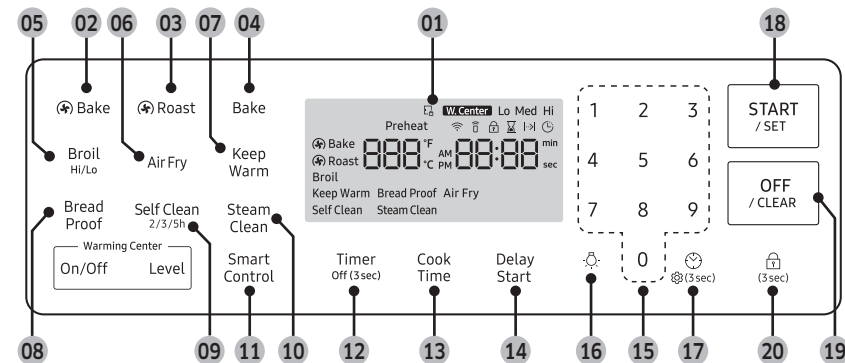 05 02 06 03 07 04 01 18
Bake Roast Bake
W. Center Lo Med Hi
Preheat
Bake 888 °F °C AM PM 88:88 min sec
Roast
Broil
Keep Warm Bread Proof Air Fry
Self Clean Steam Clean
Broil
Hi/Lo
Air Fry
Keep
Warm
Bread
Proof
Self Clean
2/3/5h
Steam
Clean
Warming Center
On/Off Level
Smart
Control
Timer
Off (3 sec)
Cook
Time
Delay
Start
1 2 3
4 5 6
7 8 9
0
(3 sec)
(3 sec)
START
/ SET
OFF
/ CLEAR
08 09 11 10 12 13 14 16 15 17 20 19